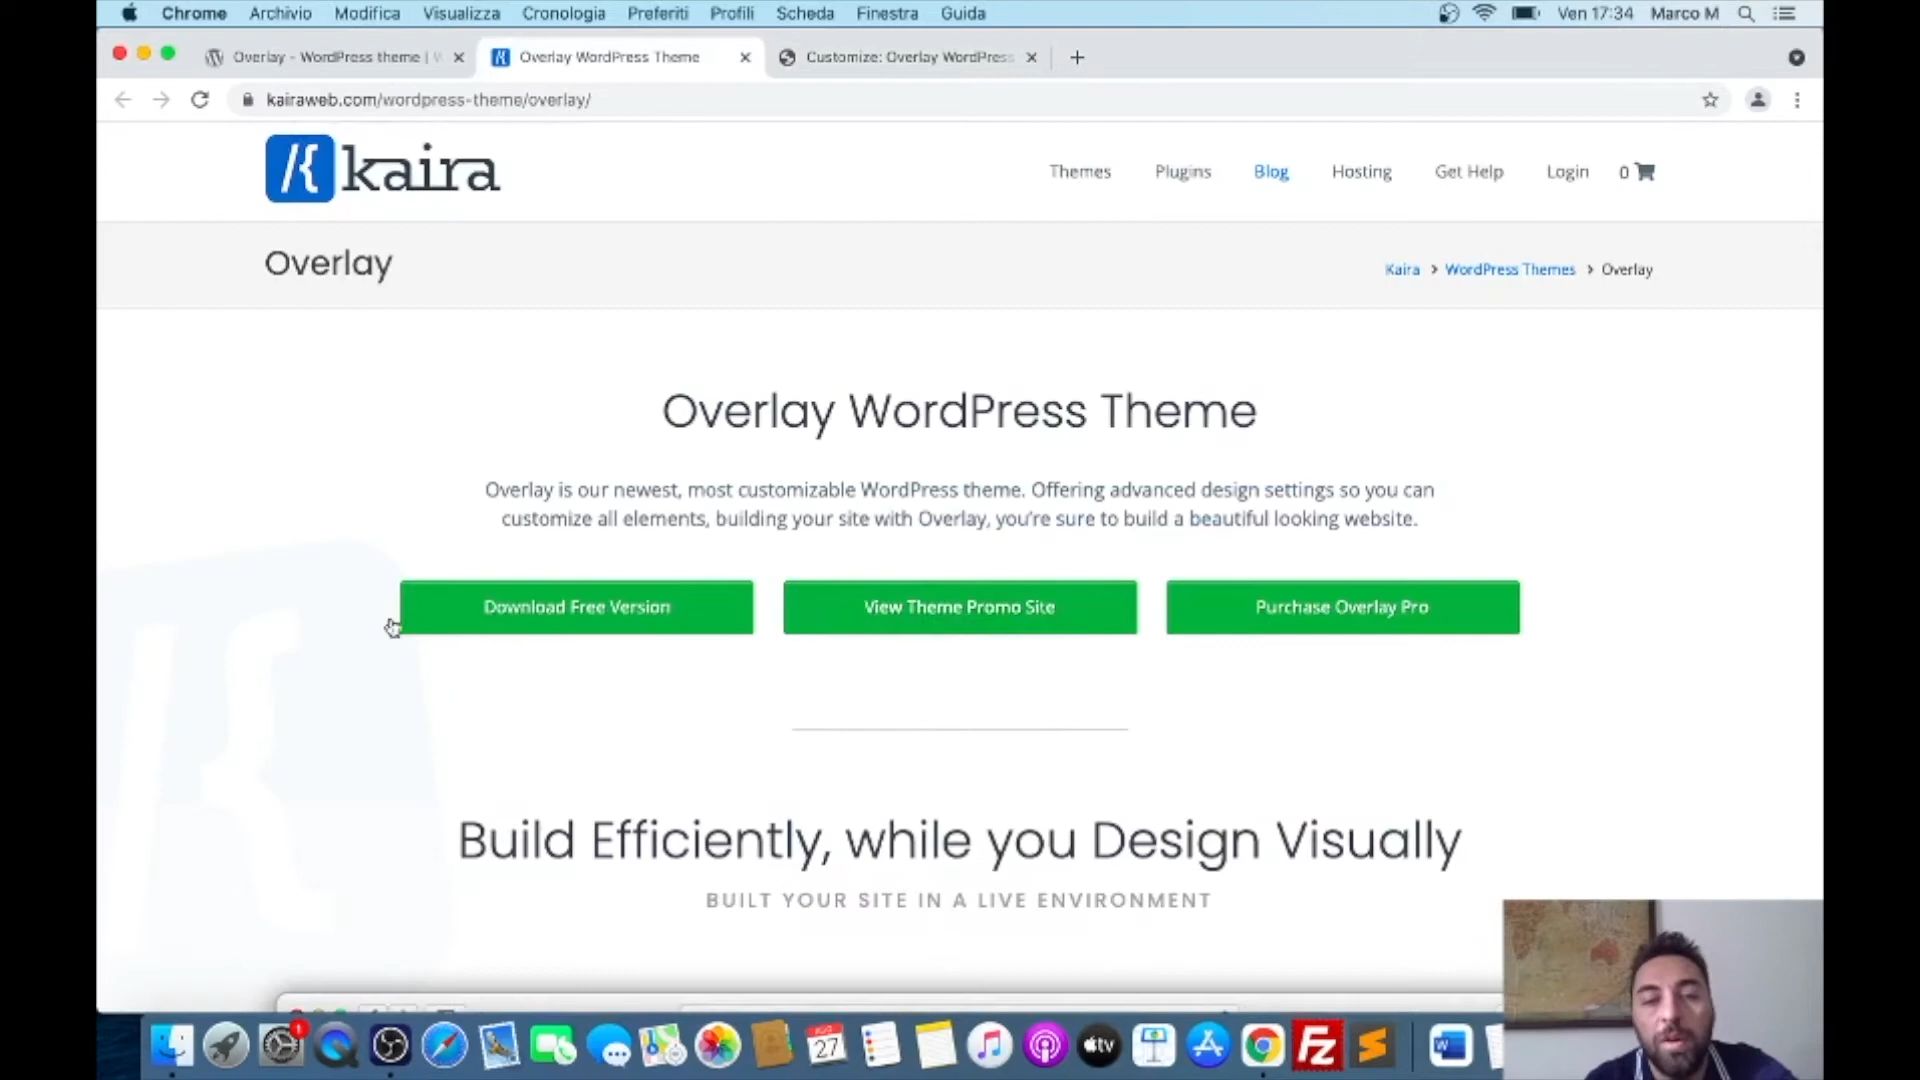 Chrome Archivio Modifica Visualizza Cronologia Preferiti Profili Scheda Finestra Guida Ven 17:34 Marco M
Overlay - WordPress theme | Overlay WordPress Theme Customize: Overlay WordPress
kairaweb.com/wordpress-theme/overlay/
kaira
Themes Plugins Blog Hosting Get Help Login 0
Overlay
Kaira > WordPress Themes > Overlay
Overlay WordPress Theme
Overlay is our newest, most customizable WordPress theme. Offering advanced design settings so you can
customize all elements, building your site with Overlay, you're sure to build a beautiful looking website.
Download Free Version View Theme Promo Site Purchase Overlay Pro
Build Efficiently, while you Design Visually
BUILT YOUR SITE IN A LIVE ENVIRONMENT
1
27
tv
Fz
W